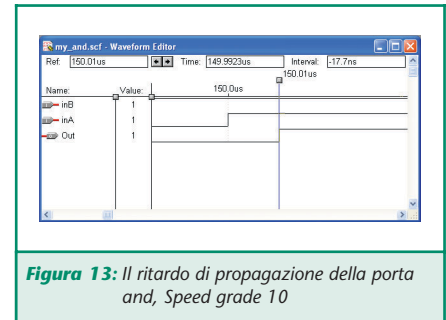 my_and.scf - Waveform Editor
Ref: 150.01us Time: 149.9923us Interval: -17.7ns
150.01us
Name: Value: 150.0us
inB 1
inA 1
Out 1
Figura 13: Il ritardo di propagazione della porta
and, Speed grade 10